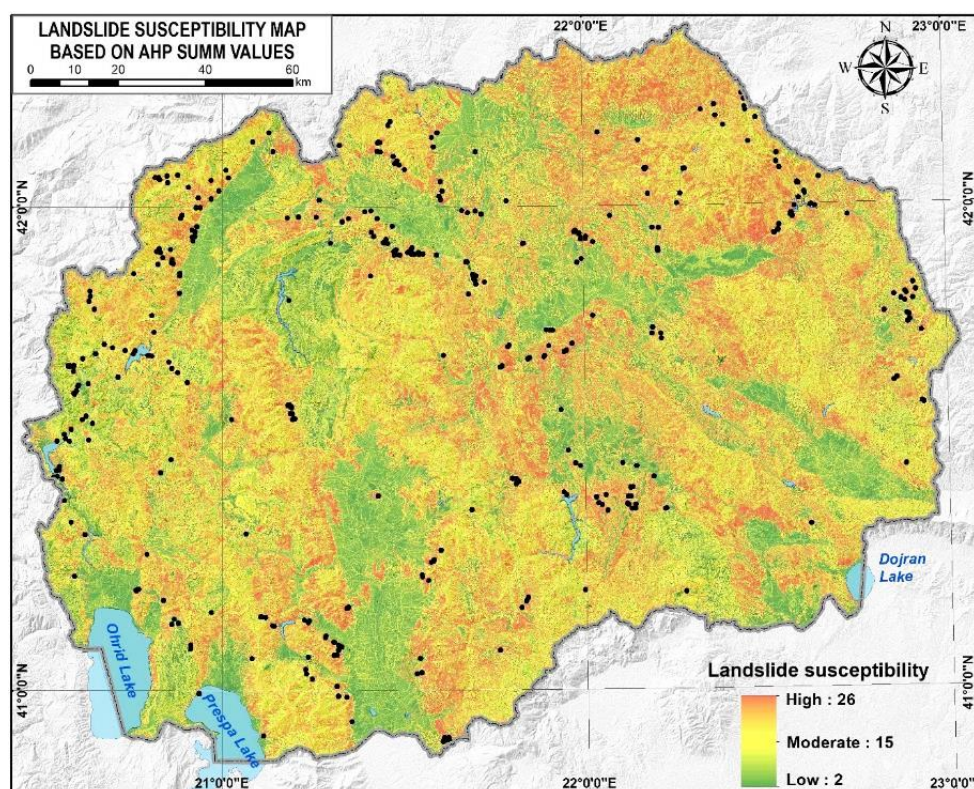 LANDSLIDE SUSCEPTIBILITY MAP
BASED ON AHP SUMM VALUES
0 10 20 40 60
km
22°0'0"E
23°0'0"E
N
W E
S
42°0'0"N
42°0'0"N
Dojran
Lake
Ohrid Lake
Prespa Lake
41°0'0"N
41°0'0"N
Landslide susceptibility
High : 26
Moderate : 15
Low : 2
21°0'0"E
22°0'0"E
23°0'0"E